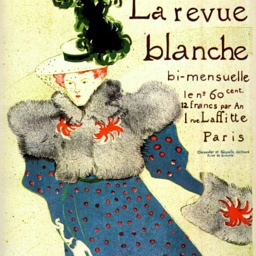 La revue
blanche
bi-mensuelle
le no 60 cent.
12 francs par An
1 rue Laffitte
Paris